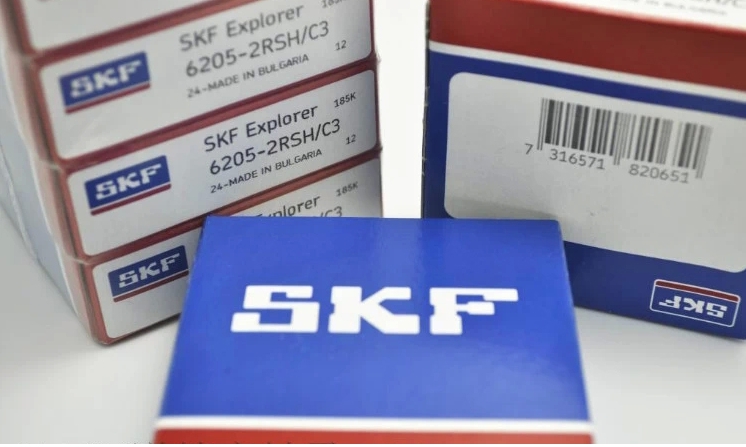 185K
SKF Explorer
6205-2RSH/C3
SKF
24-MADE IN BULGARIA
12
185K
SKF Explorer
6205-2RSH/C3
SKF
24-MADE IN BULGARIA
12
185K
SKF
SKF
7 316571 820651
SKF